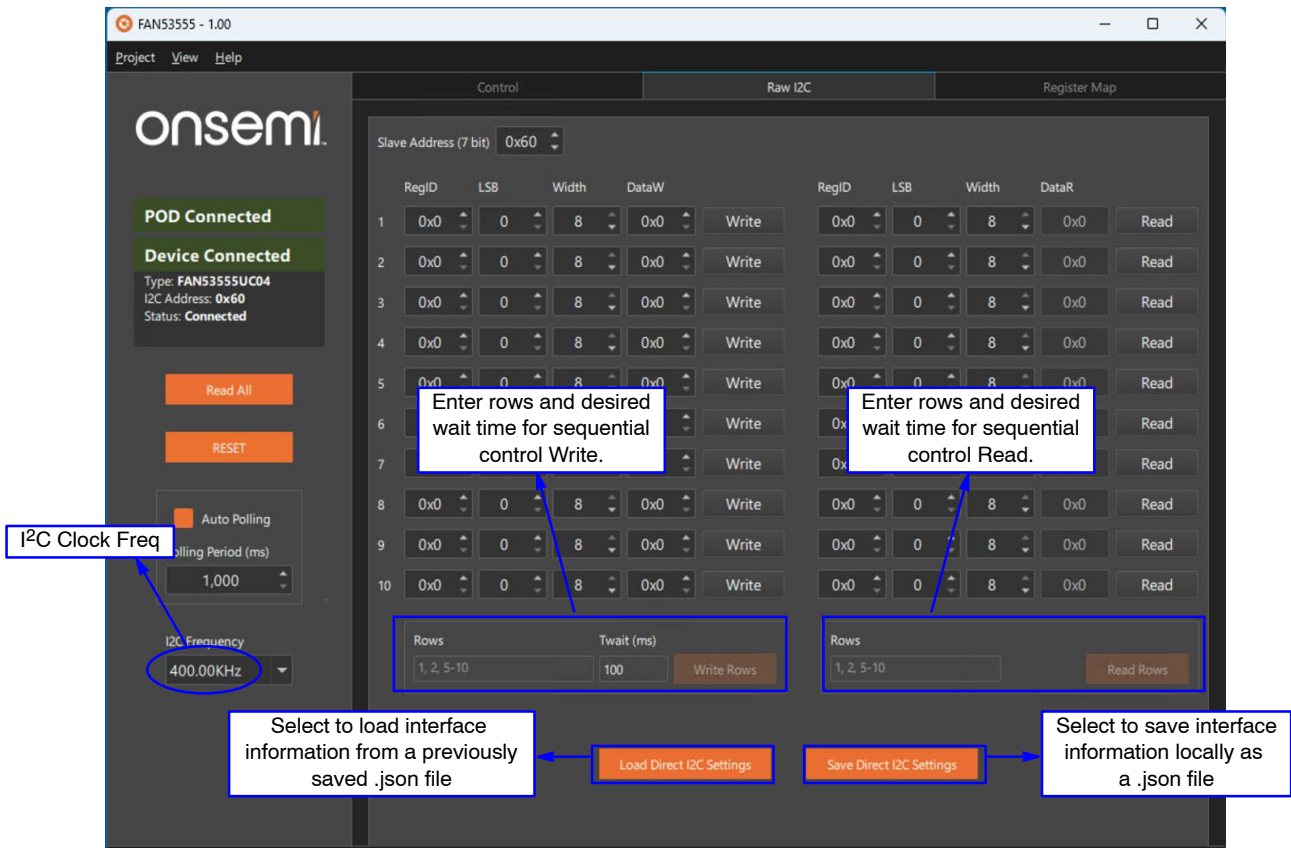 FAN53555 - 1.00
Project View Help
Control Raw I2C Register Map
onsemi
Slave Address (7 bit) 0x60
RegID LSB Width DataW RegID LSB Width DataR
POD Connected
Device Connected
Type: FAN53555UC04
I2C Address: 0x60
Status: Connected
Read All
RESET
Auto Polling
Period (ms)
1,000
I2C Frequency
400.00KHz
I²C Clock Freq
1 0x0 0 8 0x0 Write 0x0 0 8 0x0 Read
2 0x0 0 8 0x0 Write 0x0 0 8 0x0 Read
3 0x0 0 8 0x0 Write 0x0 0 8 0x0 Read
4 0x0 0 8 0x0 Write 0x0 0 8 0x0 Read
5 0x0 0 8 0x0 Write 0x0 0 8 0x0 Read
6 Write Read
7 Write Read
8 0x0 0 8 0x0 Write 0x0 0 8 0x0 Read
9 0x0 0 8 0x0 Write 0x0 0 8 0x0 Read
10 0x0 0 8 0x0 Write 0x0 0 8 0x0 Read
Enter rows and desired
wait time for sequential
control Write.
Enter rows and desired
wait time for sequential
control Read.
Rows Twait (ms)
1, 2, 5-10 100 Write Rows
Rows
1, 2, 5-10 Read Rows
Select to load interface
information from a previously
saved .json file
Load Direct I2C Settings
Save Direct I2C Settings
Select to save interface
information locally as
a .json file